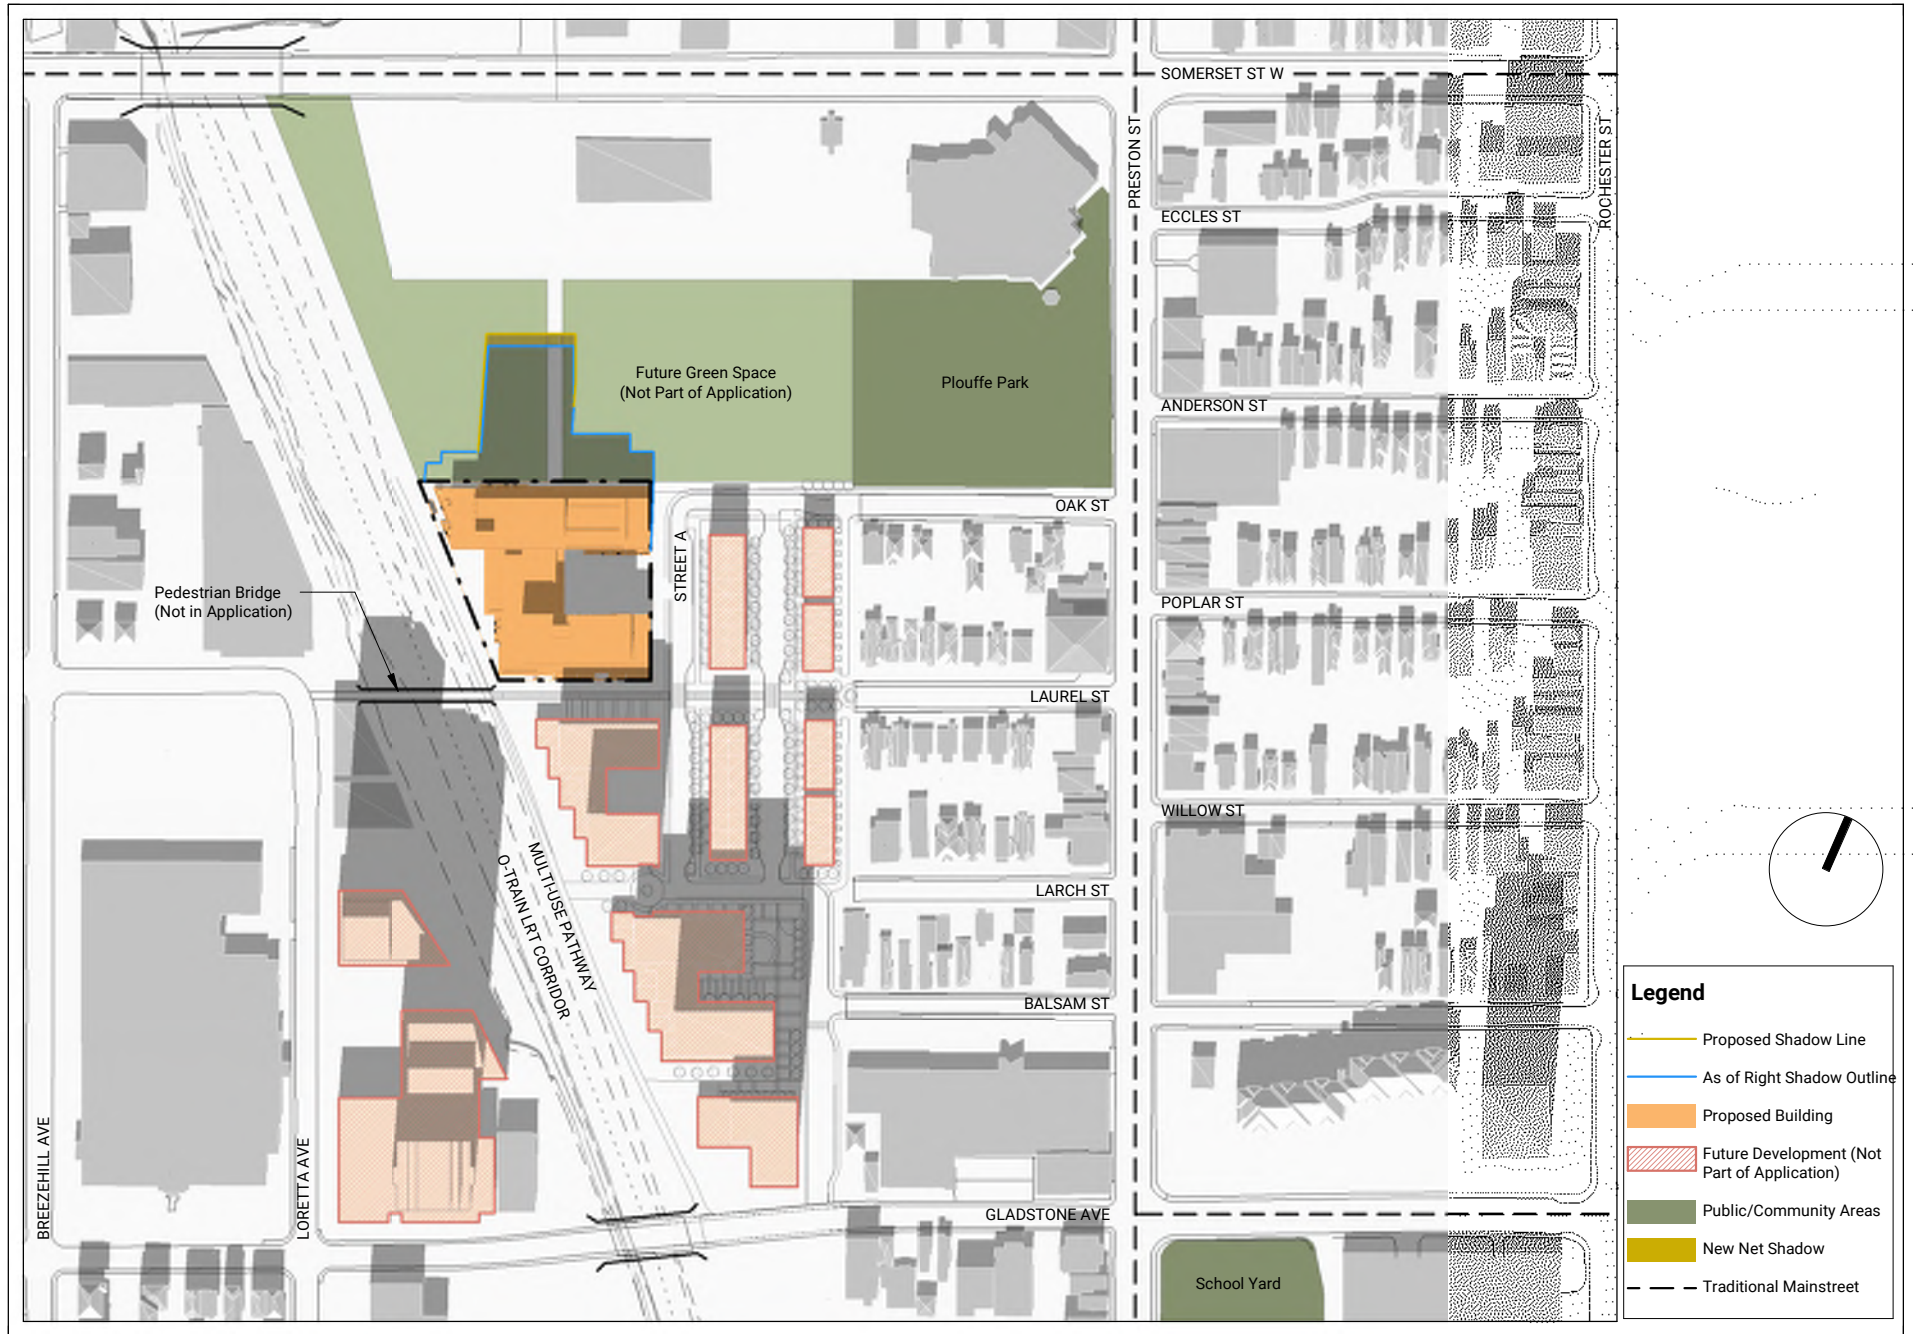 SOMERSET ST W
PRESTON ST
ROCHESTER ST
ECCLES ST
Future Green Space
(Not Part of Application)
Plouffe Park
ANDERSON ST
OAK ST
STREET A
Pedestrian Bridge
(Not in Application)
POPLAR ST
LAUREL ST
WILLOW ST
MULTI-USE PATHWAY
O-TRAIN LRT CORRIDOR
LARCH ST
BALSAM ST
BREEZEHILL AVE
LORETTA AVE
GLADSTONE AVE
School Yard
Legend
Proposed Shadow Line
As of Right Shadow Outline
Proposed Building
Future Development (Not
Part of Application)
Public/Community Areas
New Net Shadow
Traditional Mainstreet